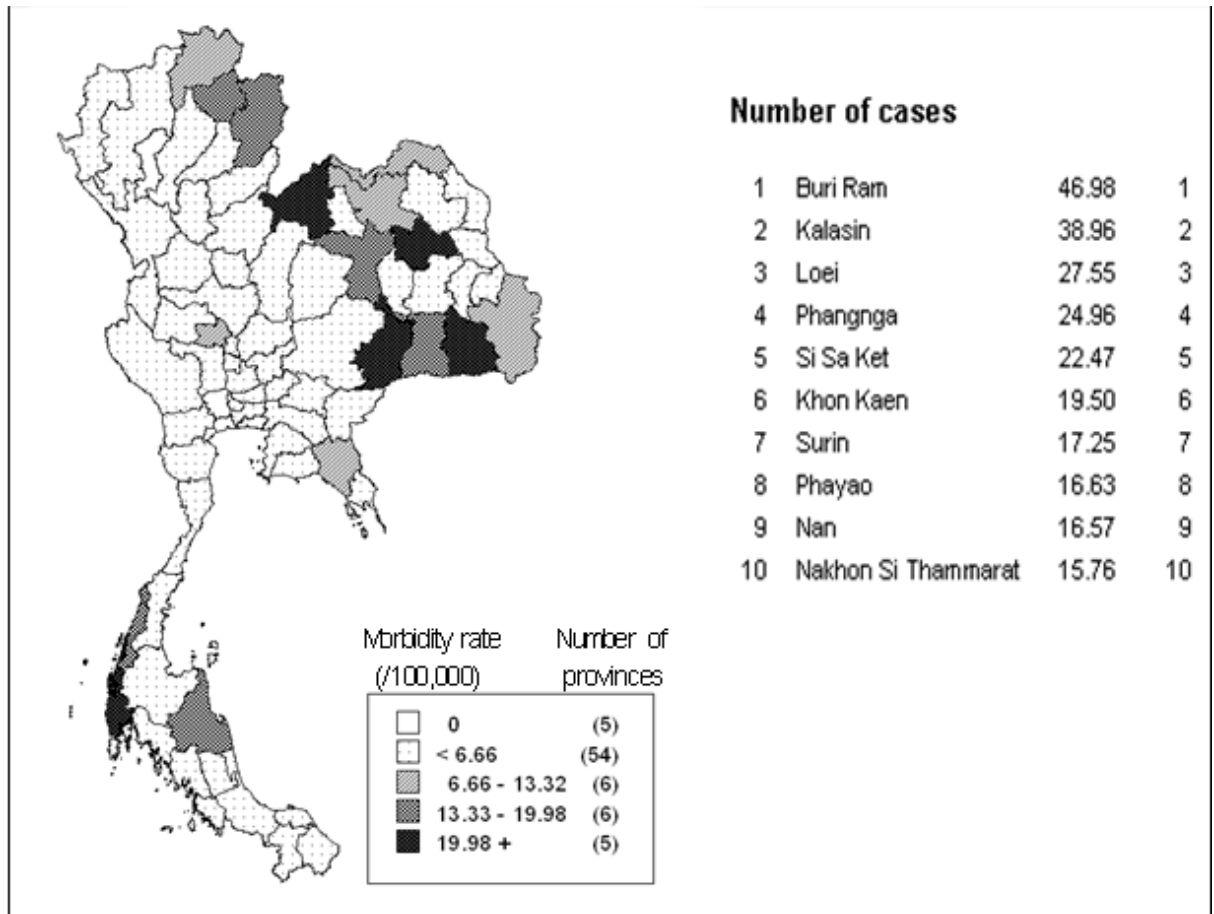 Number of cases
1 Buri Ram 46.98 1
2 Kalasin 38.96 2
3 Loei 27.55 3
4 Phangnga 24.96 4
5 Si Sa Ket 22.47 5
6 Khon Kaen 19.50 6
7 Surin 17.25 7
8 Phayao 16.63 8
9 Nan 16.57 9
10 Nakhon Si Thammarat 15.76 10
Morbidity rate Number of
(/100,000) provinces
0 (5)
< 6.66 (54)
6.66 - 13.32 (6)
13.33 - 19.98 (6)
19.98 + (5)